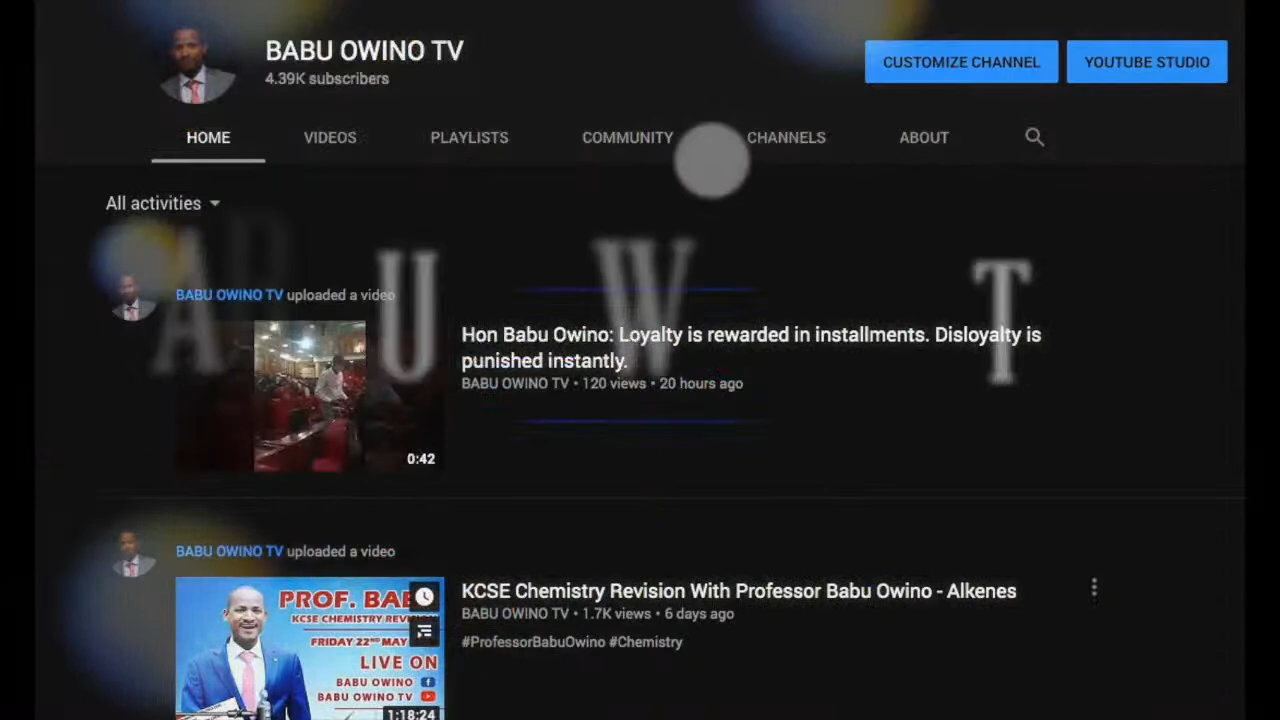 BABU OWINO TV
4.39K subscribers
CUSTOMIZE CHANNEL
YOUTUBE STUDIO
HOME
VIDEOS
PLAYLISTS
COMMUNITY
CHANNELS
ABOUT
All activities
A U W T
BABU OWINO TV uploaded a video
Hon Babu Owino: Loyalty is rewarded in installments. Disloyalty is
punished instantly.
BABU OWINO TV • 120 views • 20 hours ago
0:42
BABU OWINO TV uploaded a video
PROF. BAB
KCSE CHEMISTRY
FRIDAY 22ND MAY
LIVE ON
BABU OWINO
BABU OWINO TV
1:18:24
KCSE Chemistry Revision With Professor Babu Owino - Alkenes
BABU OWINO TV • 1.7K views • 6 days ago
#ProfessorBabuOwino #Chemistry